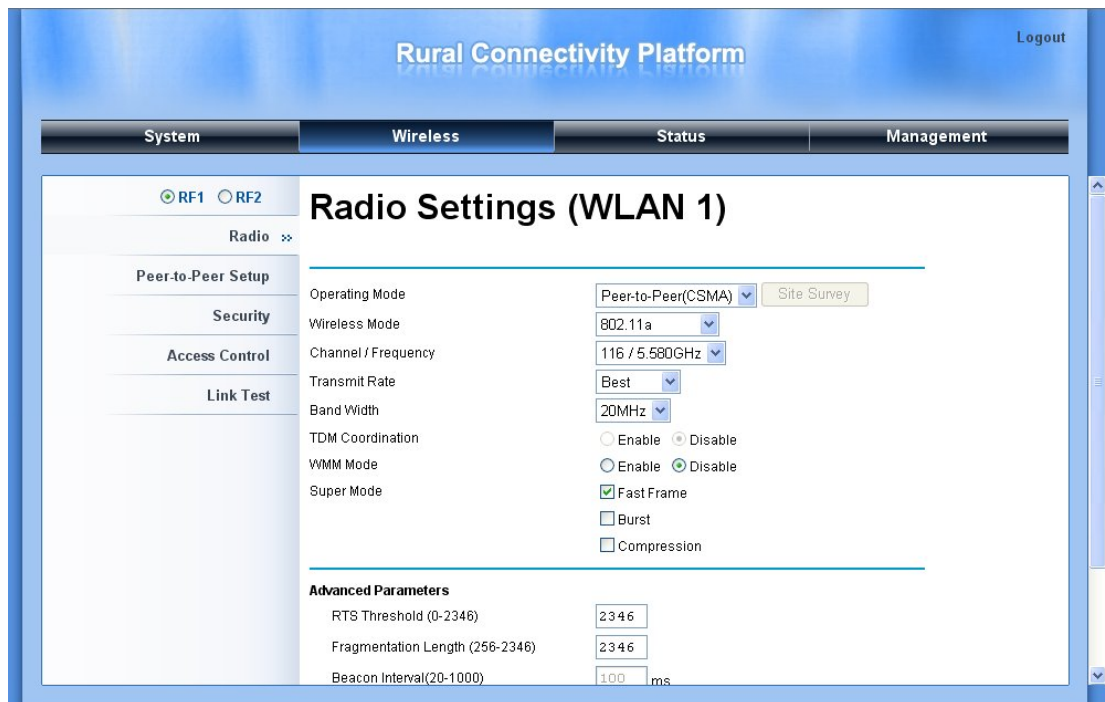 Rural Connectivity Platform
Logout
System Wireless Status Management
RF1 RF2
Radio »
Peer-to-Peer Setup
Security
Access Control
Link Test
Radio Settings (WLAN 1)
Operating Mode Peer-to-Peer(CSMA) Site Survey
Wireless Mode 802.11a
Channel / Frequency 116 / 5.580GHz
Transmit Rate Best
Band Width 20MHz
TDM Coordination Enable Disable
WMM Mode Enable Disable
Super Mode Fast Frame
Burst
Compression
Advanced Parameters
RTS Threshold (0-2346) 2346
Fragmentation Length (256-2346) 2346
Beacon Interval(20-1000) 100 ms